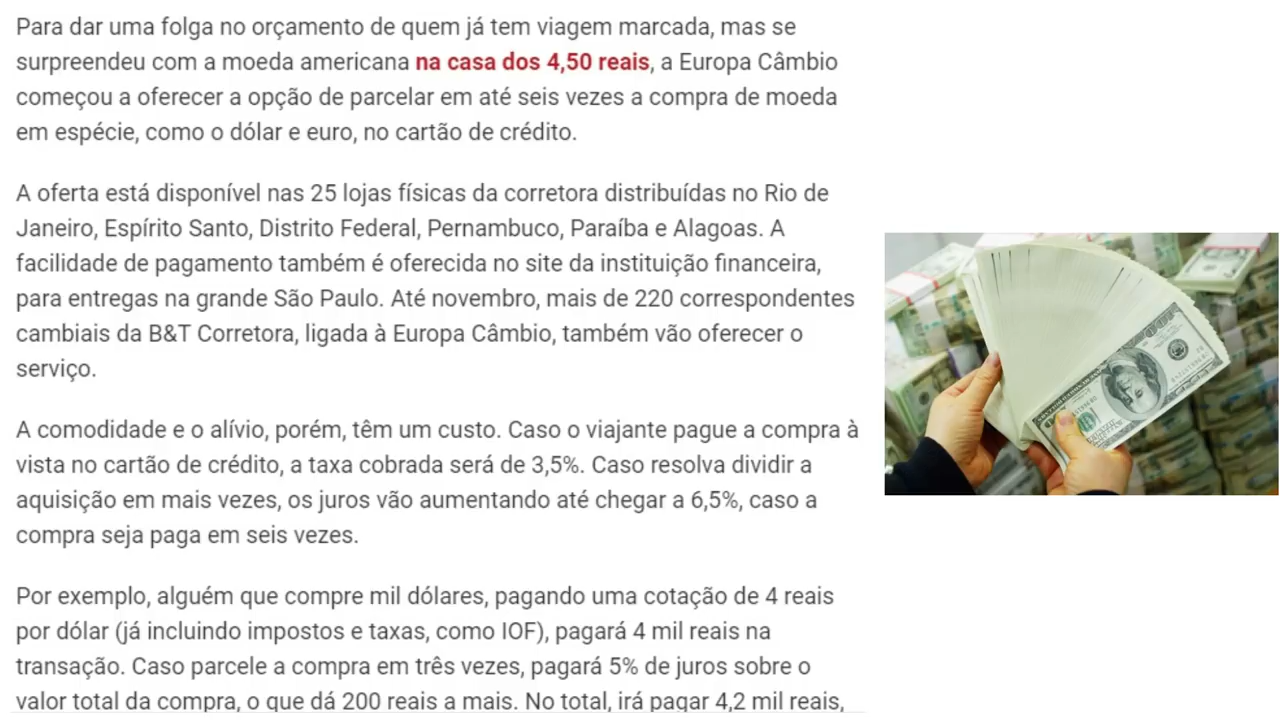 Para dar uma folga no orçamento de quem já tem viagem marcada, mas se
surpreendeu com a moeda americana na casa dos 4,50 reais, a Europa Câmbio
começou a oferecer a opção de parcelar em até seis vezes a compra de moeda
em espécie, como o dólar e euro, no cartão de crédito.
A oferta está disponível nas 25 lojas físicas da corretora distribuídas no Rio de
Janeiro, Espírito Santo, Distrito Federal, Pernambuco, Paraíba e Alagoas. A
facilidade de pagamento também é oferecida no site da instituição financeira,
para entregas na grande São Paulo. Até novembro, mais de 220 correspondentes
cambiais da B&T Corretora, ligada à Europa Câmbio, também vão oferecer o
serviço.
A comodidade e o alívio, porém, têm um custo. Caso o viajante pague a compra à
vista no cartão de crédito, a taxa cobrada será de 3,5%. Caso resolva dividir a
aquisição em mais vezes, os juros vão aumentando até chegar a 6,5%, caso a
compra seja paga em seis vezes.
Por exemplo, alguém que compre mil dólares, pagando uma cotação de 4 reais
por dólar (já incluindo impostos e taxas, como IOF), pagará 4 mil reais na
transação. Caso parcele a compra em três vezes, pagará 5% de juros sobre o
valor total da compra, o que dá 200 reais a mais. No total, irá pagar 4,2 mil reais,